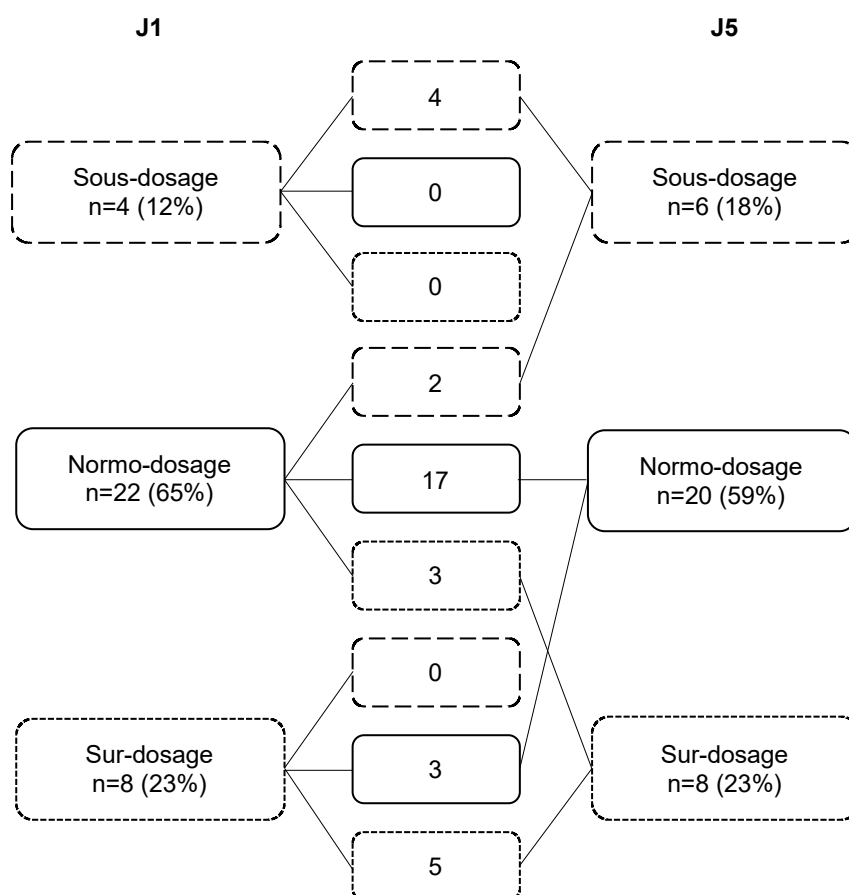 J1
J5
4
Sous-dosage
n=4 (12%)
0
Sous-dosage
n=6 (18%)
0
2
Normo-dosage
n=22 (65%)
17
Normo-dosage
n=20 (59%)
3
0
Sur-dosage
n=8 (23%)
3
Sur-dosage
n=8 (23%)
5